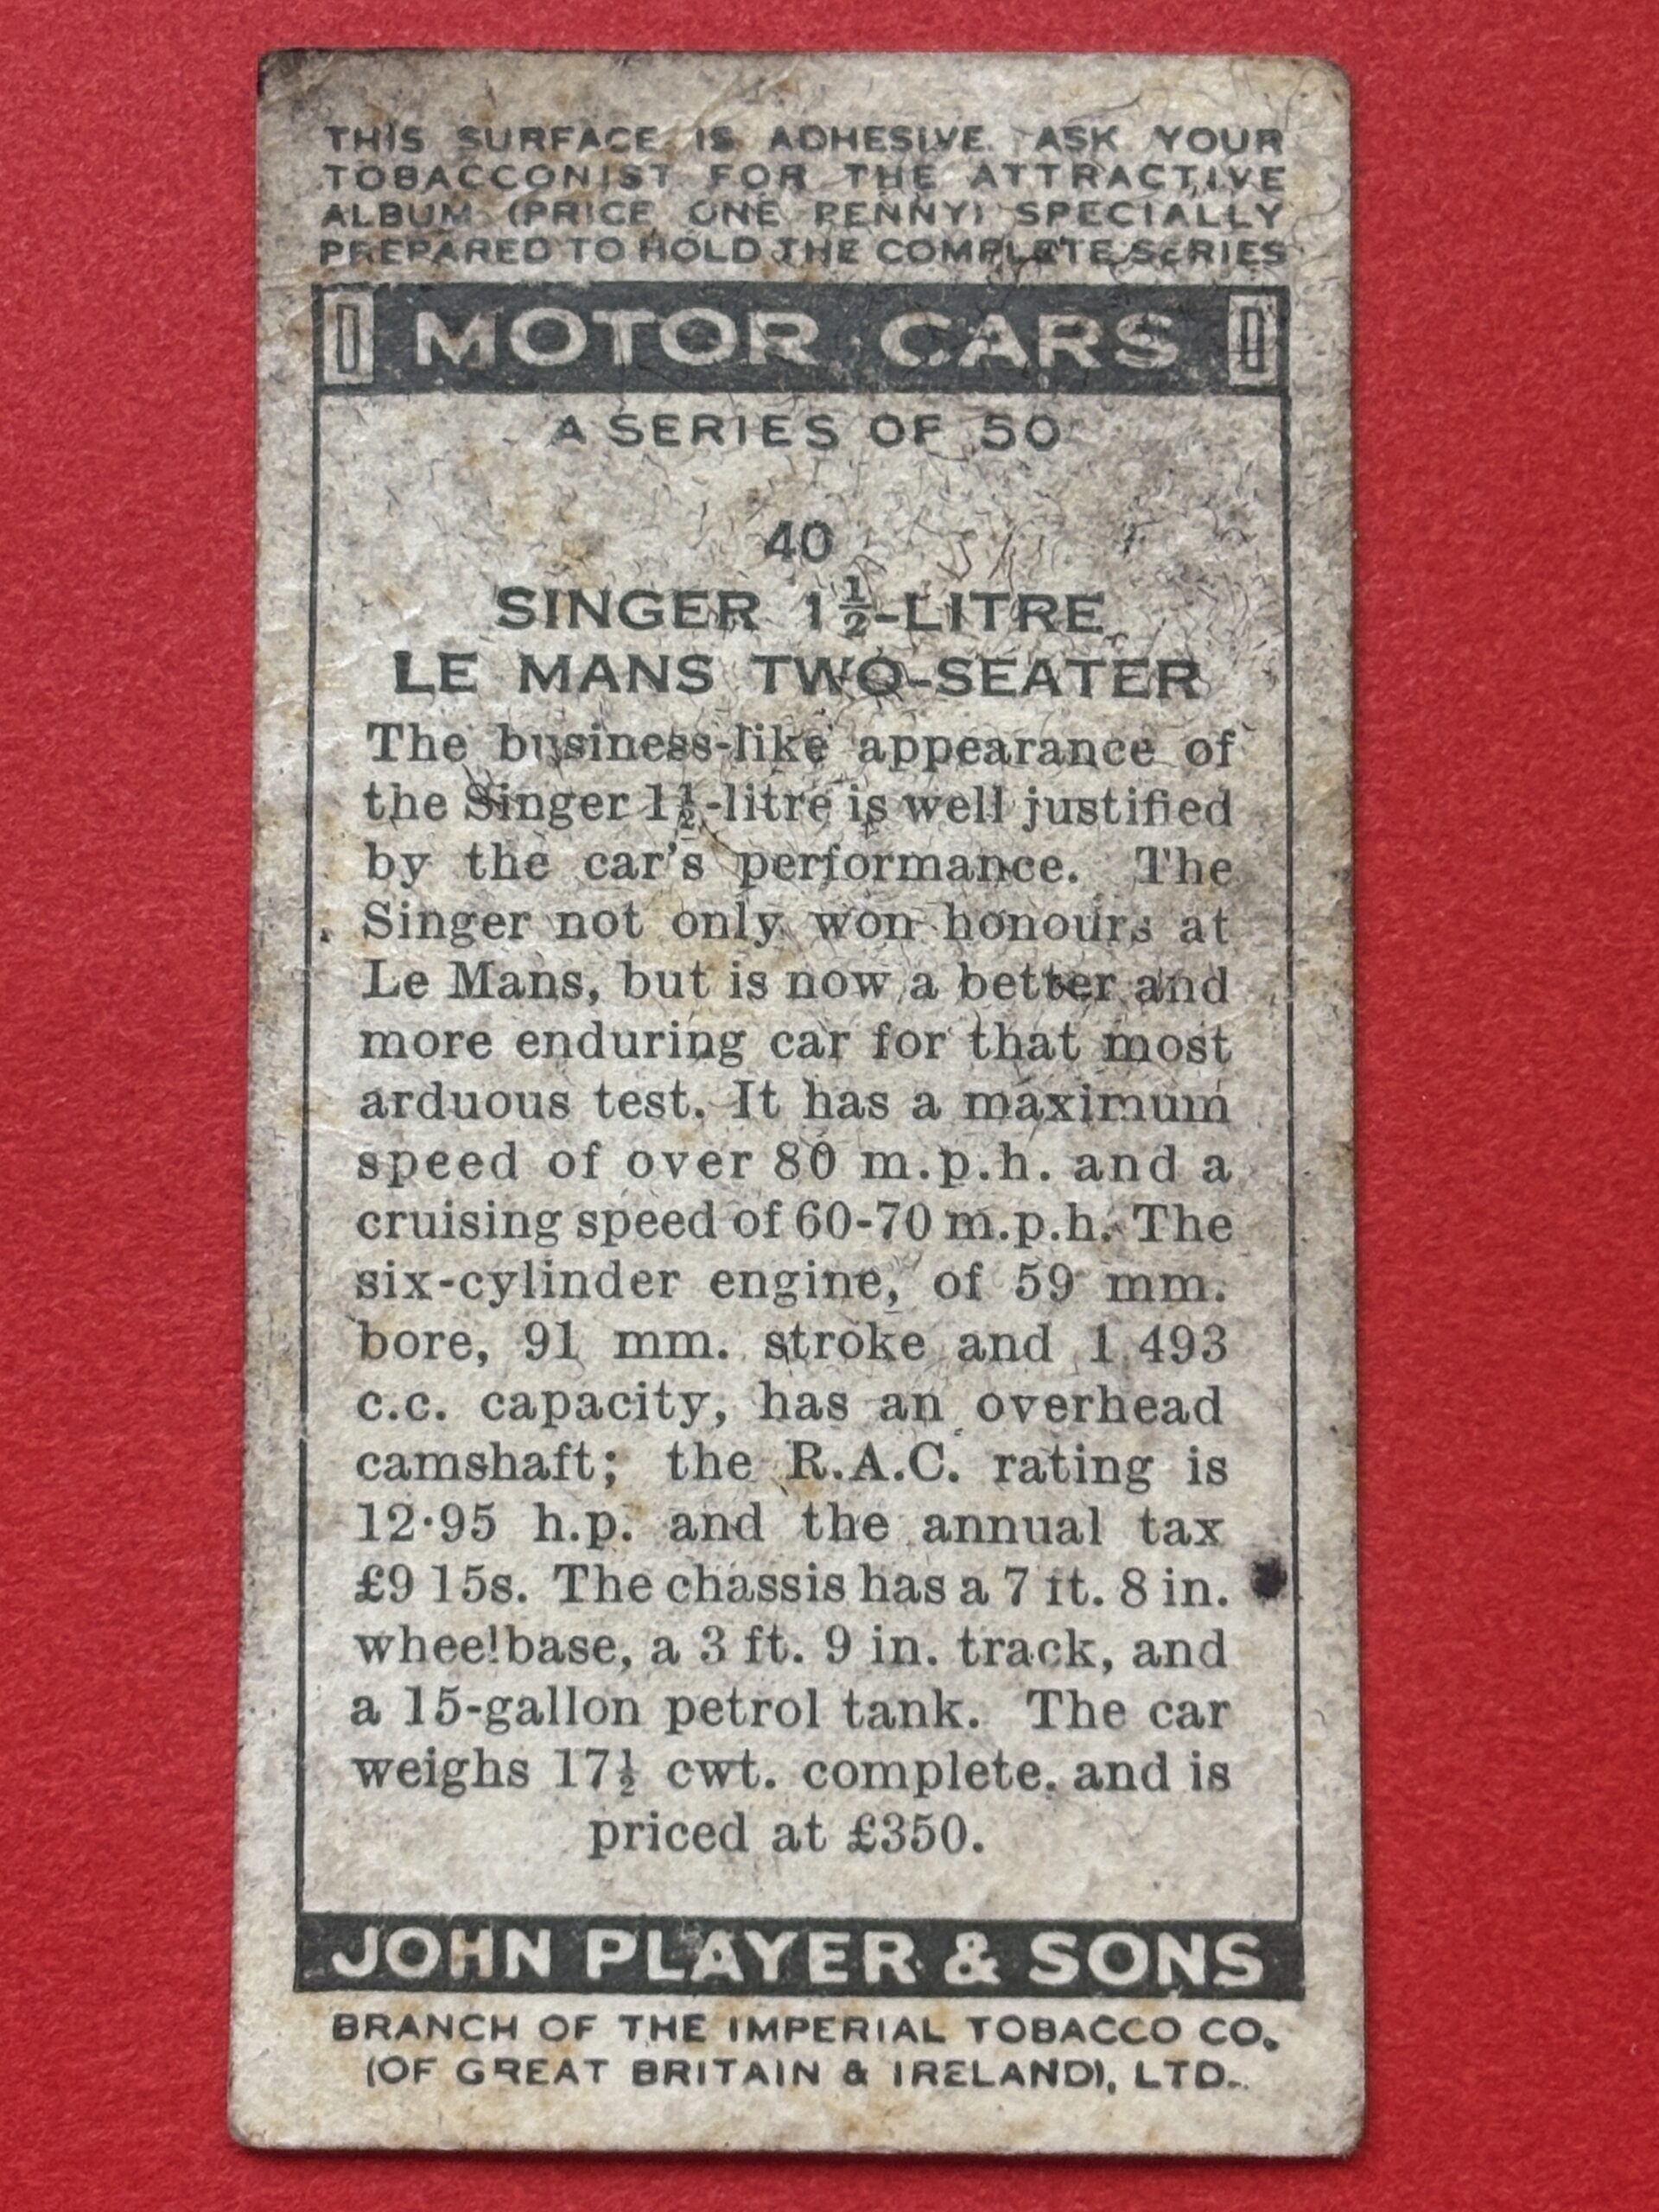 THIS SURFACE IS ADHESIVE. ASK YOUR
TOBACCONIST FOR THE ATTRACTIVE
ALBUM (PRICE ONE PENNY) SPECIALLY
PREPARED TO HOLD THE COMPLETE SERIES
MOTOR CARS
A SERIES OF 50
40
SINGER 1½-LITRE
LE MANS TWO-SEATER
The business-like appearance of
the Singer 1½-litre is well justified
by the car's performance. The
Singer not only won honours at
Le Mans, but is now a better and
more enduring car for that most
arduous test. It has a maximum
speed of over 80 m.p.h. and a
cruising speed of 60-70 m.p.h. The
six-cylinder engine, of 59 mm.
bore, 91 mm. stroke and 1,493
c.c. capacity, has an overhead
camshaft; the R.A.C. rating is
12·95 h.p. and the annual tax
£9 15s. The chassis has a 7 ft. 8 in.
wheelbase, a 3 ft. 9 in. track, and
a 15-gallon petrol tank. The car
weighs 17½ cwt. complete, and is
priced at £350.
JOHN PLAYER & SONS
BRANCH OF THE IMPERIAL TOBACCO CO.
(OF GREAT BRITAIN & IRELAND), LTD.